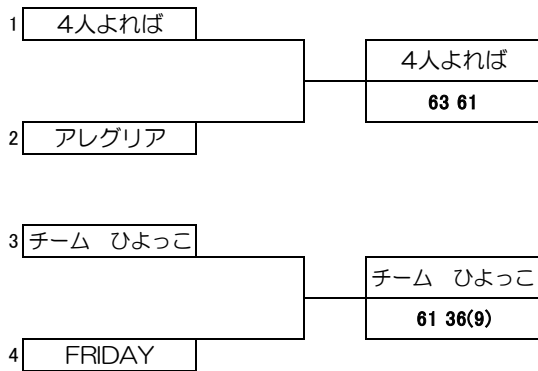 1 4人よれば
4人よれば
63 61
2 アレグリア
3 チーム　ひよっこ
チーム　ひよっこ
61 36(9)
4 FRIDAY